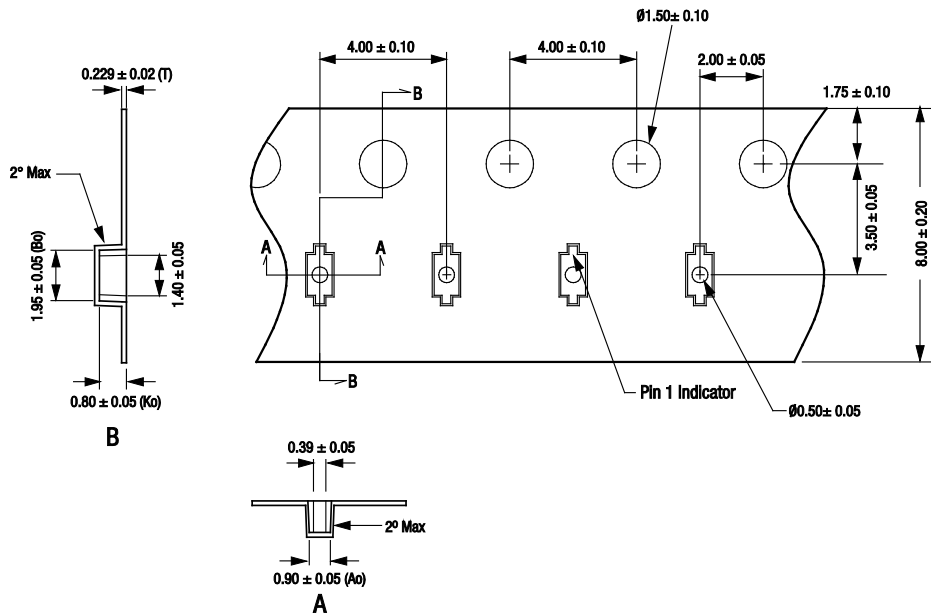 Ø1.50± 0.10
4.00 ± 0.10
4.00 ± 0.10
2.00 ± 0.05
0.229 ± 0.02 (T)
1.75 ± 0.10
B
2° Max
A
A
3.50 ± 0.05
8.00 ± 0.20
1.95 ± 0.05 (Bo)
1.40 ± 0.05
B
Pin 1 Indicator
0.80 ± 0.05 (Ko)
Ø0.50± 0.05
B
0.39 ± 0.05
2º Max
0.90 ± 0.05 (Ao)
A